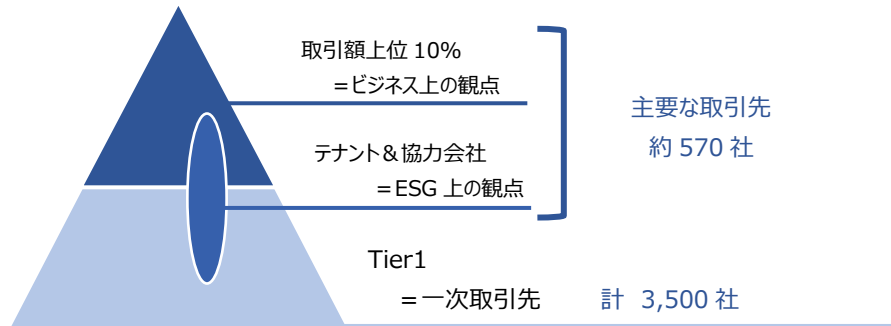 取引額上位 10%
=ビジネス上の観点
テナント&協力会社
=ESG 上の観点
主要な取引先
約 570 社
Tier1
=一次取引先 計 3,500 社